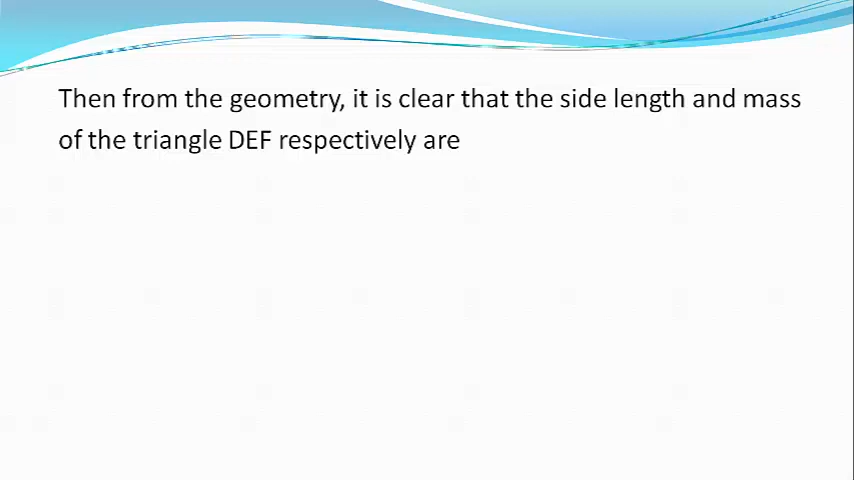 Then from the geometry, it is clear that the side length and mass
of the triangle DEF respectively are